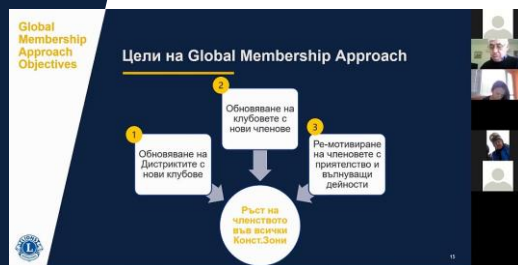 Global
Membership
Approach
Objectives
Цели на Global Membership Approach
1
Обновяване на
Дистриктите с
нови клубове
2
Обновяване на
клубовете с
нови членове
3
Ре-мотивиране
на членовете с
приятелство и
вълнуващи
дейности
Ръст на
членството
във всички
Конст.Зони
15